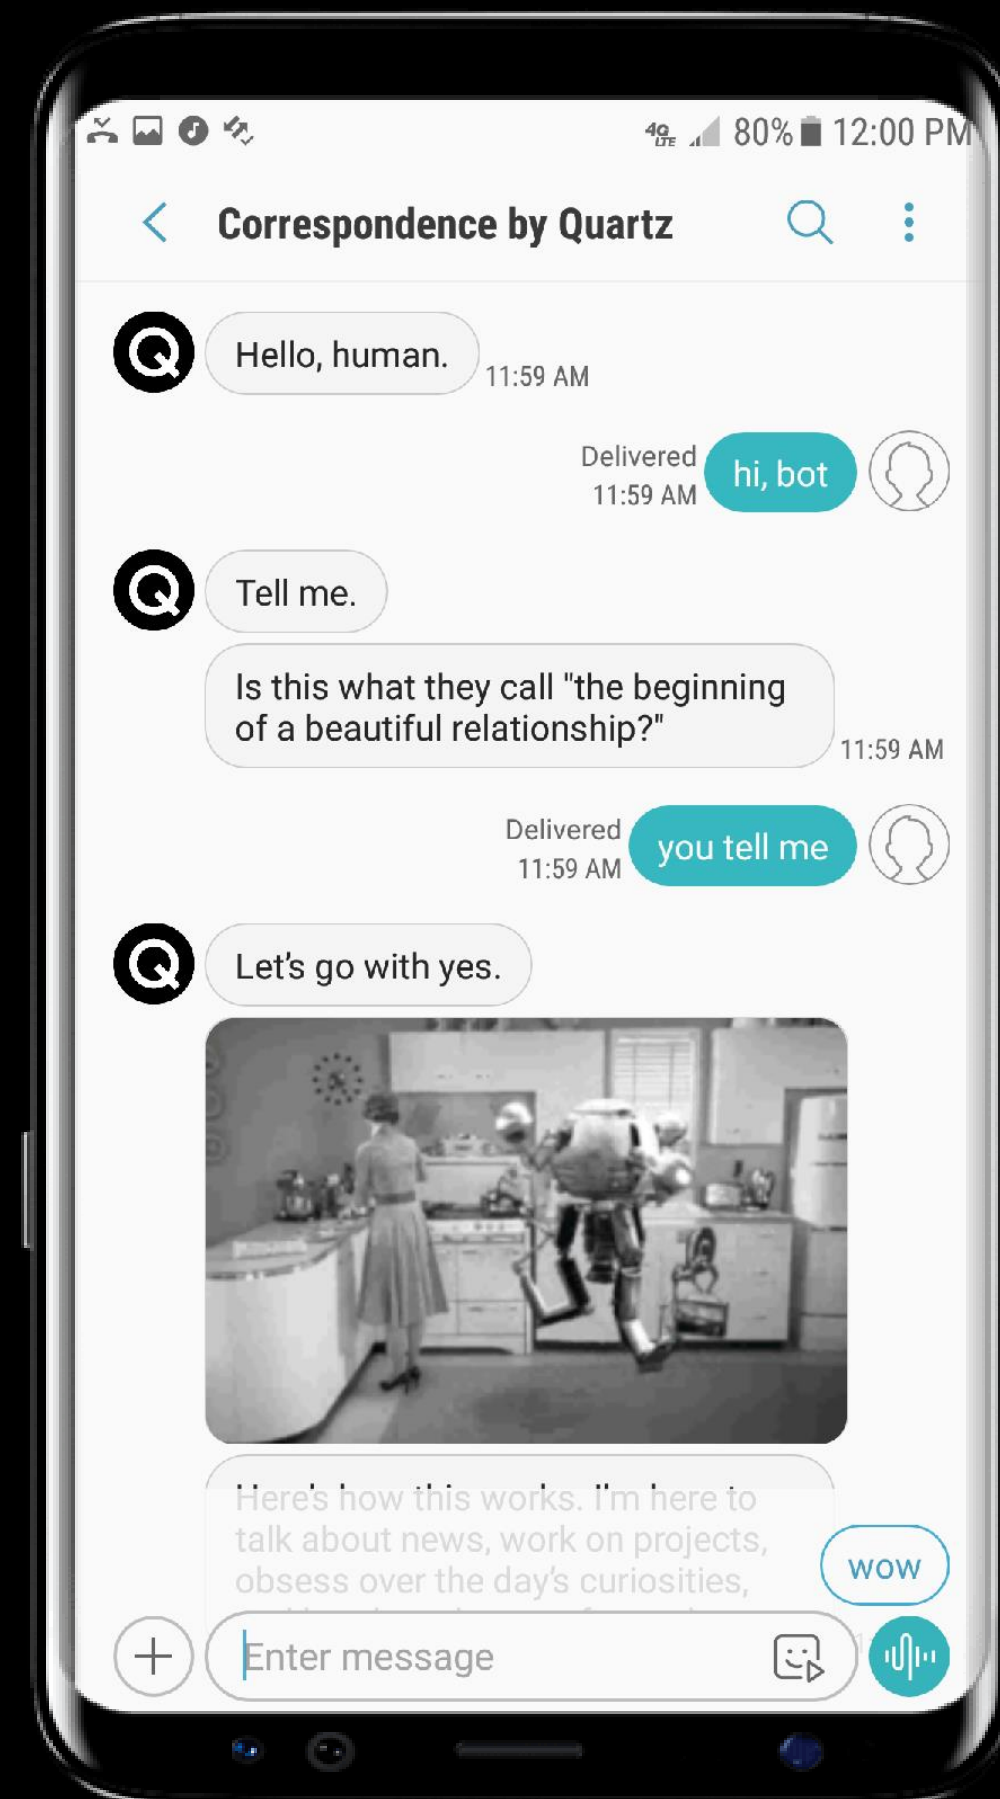 4G LTE 80% 12:00 PM
Correspondence by Quartz
Hello, human.
11:59 AM
Delivered
11:59 AM
hi, bot
Tell me.
Is this what they call "the beginning
of a beautiful relationship?"
11:59 AM
Delivered
11:59 AM
you tell me
Let's go with yes.
Here's how this works. I'm here to
talk about news, work on projects,
obsess over the day's curiosities,
wow
Enter message